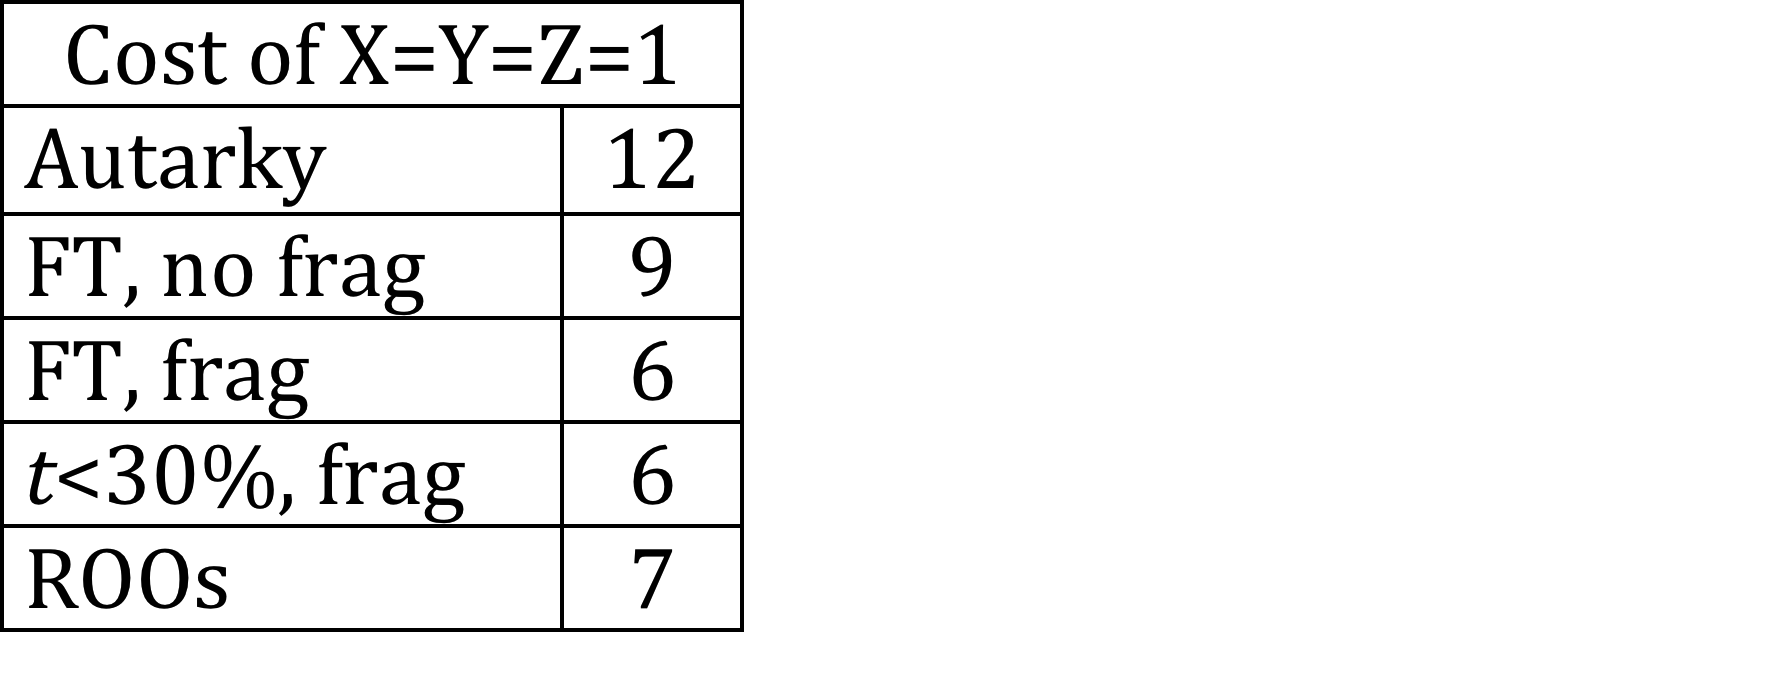 Cost of X=Y=Z=1
Autarky 12
FT, no frag 9
FT, frag 6
t<30%, frag 6
ROOs 7